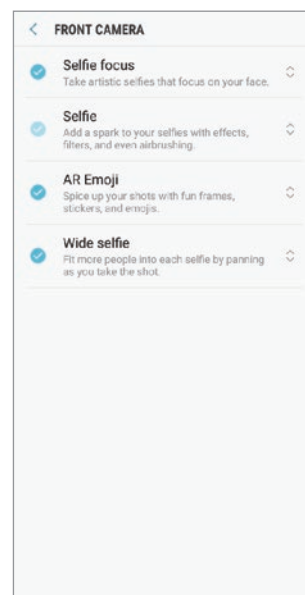 FRONT CAMERA
Selfie focus
Take artistic selfies that focus on your face.
Selfie
Add a spark to your selfies with effects,
filters, and even airbrushing.
AR Emoji
Spice up your shots with fun frames,
stickers, and emojis.
Wide selfie
Fit more people into each selfie by panning
as you take the shot.